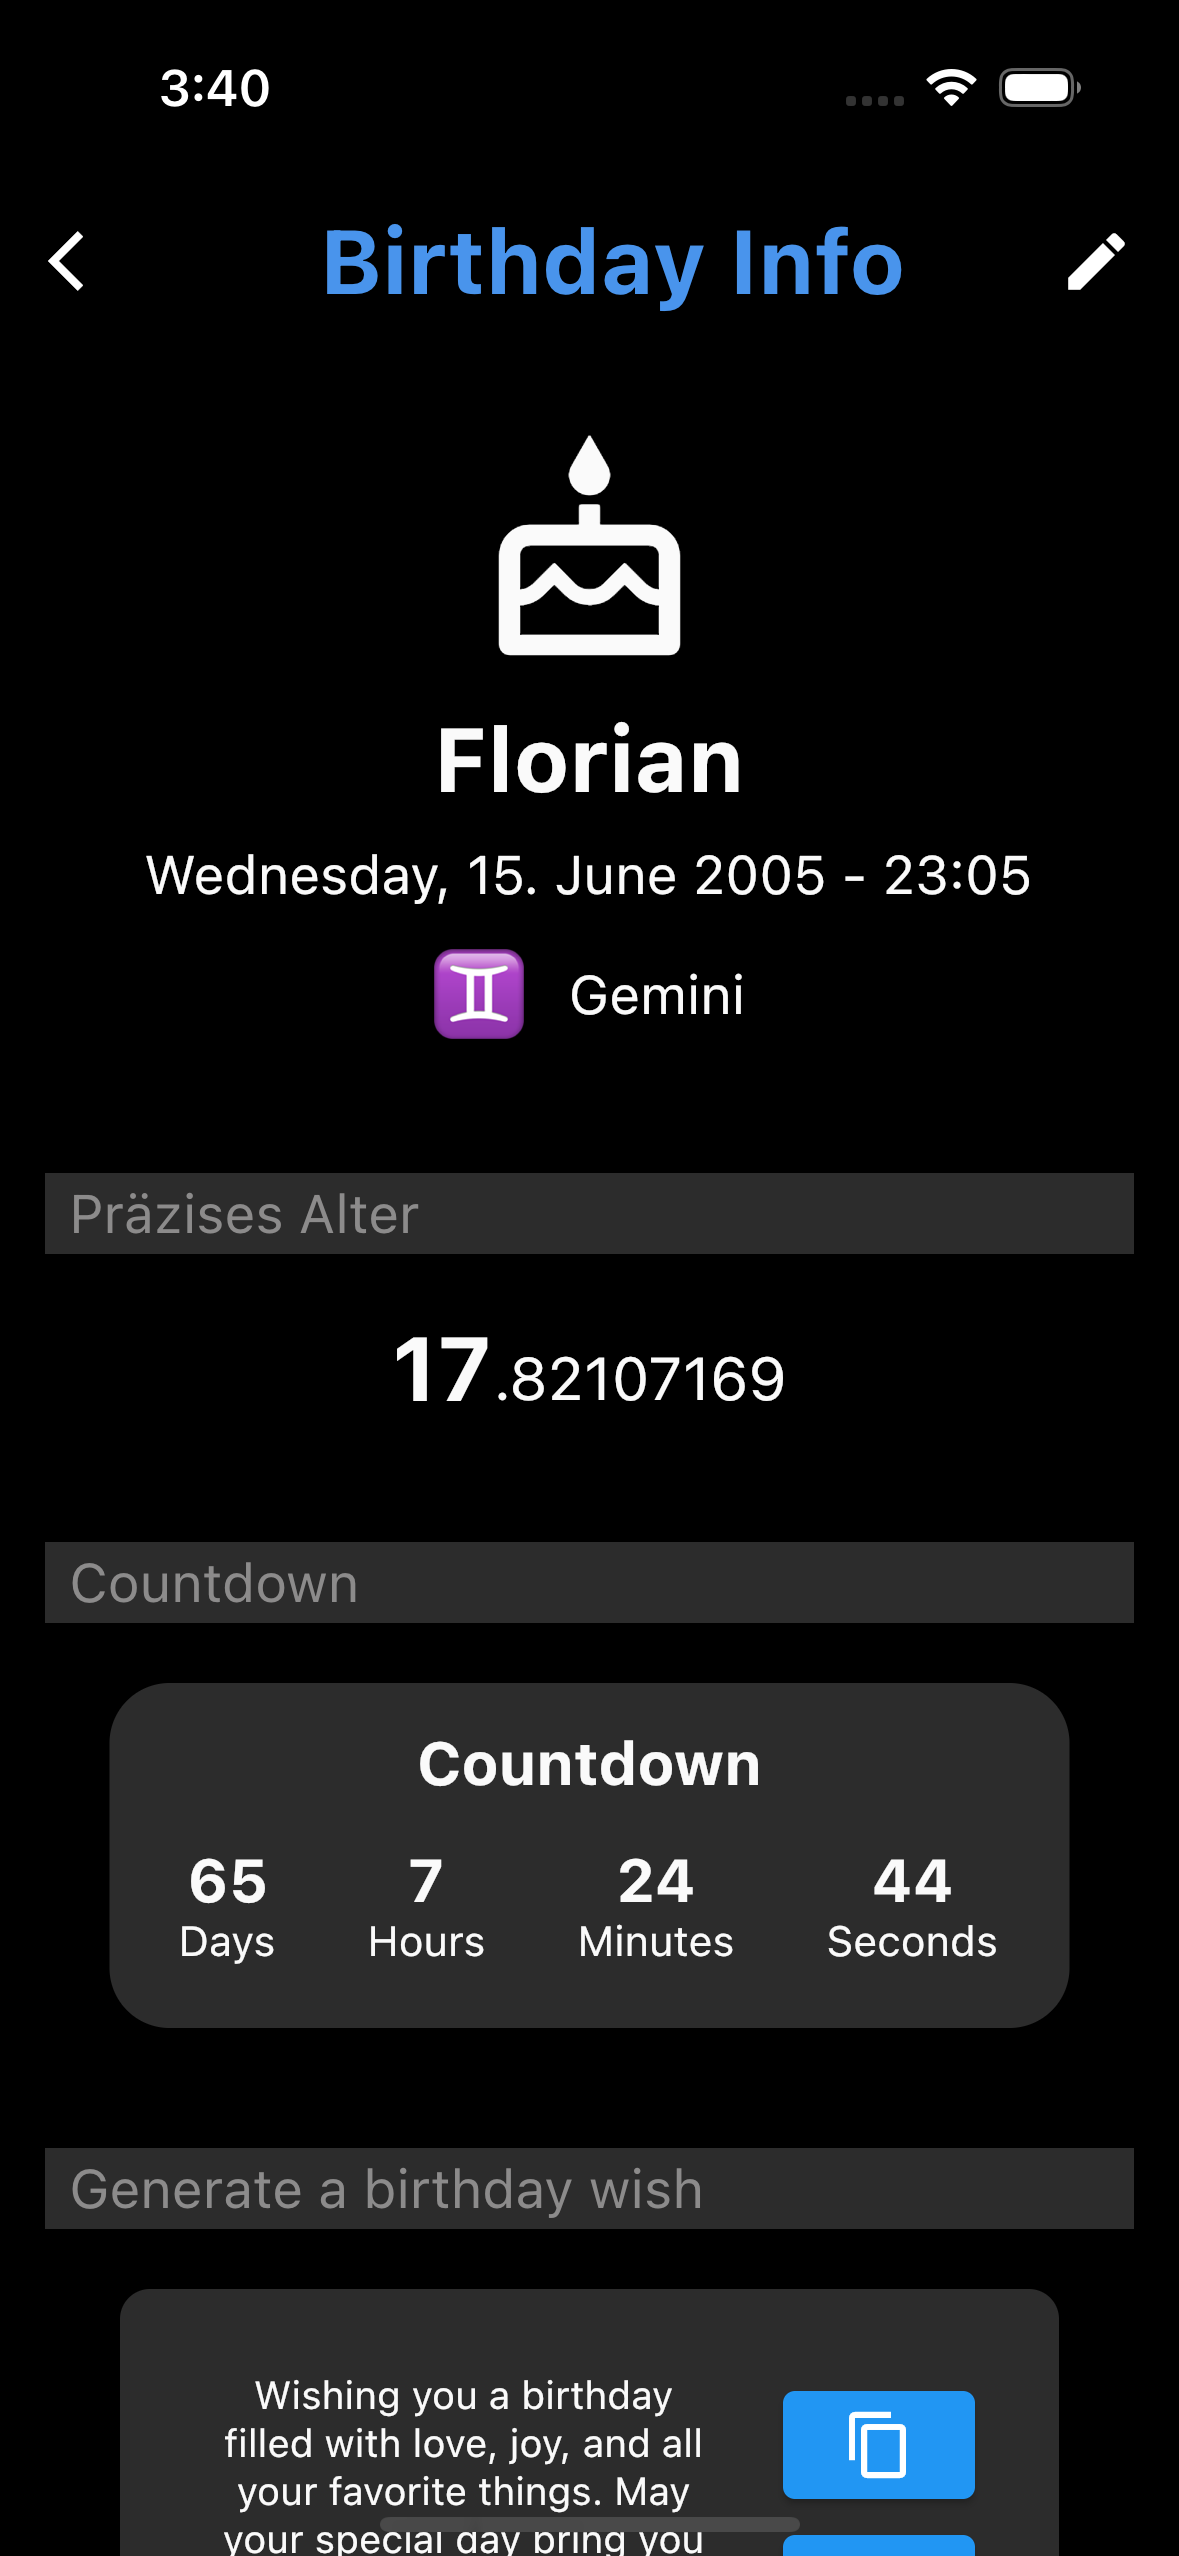 3:40
Birthday Info
Florian
Wednesday, 15. June 2005 - 23:05
♊ Gemini
Präzises Alter
17.82107169
Countdown
Countdown
65 7 24 44
Days Hours Minutes Seconds
Generate a birthday wish
Wishing you a birthday
filled with love, joy, and all
your favorite things. May
your special day bring you